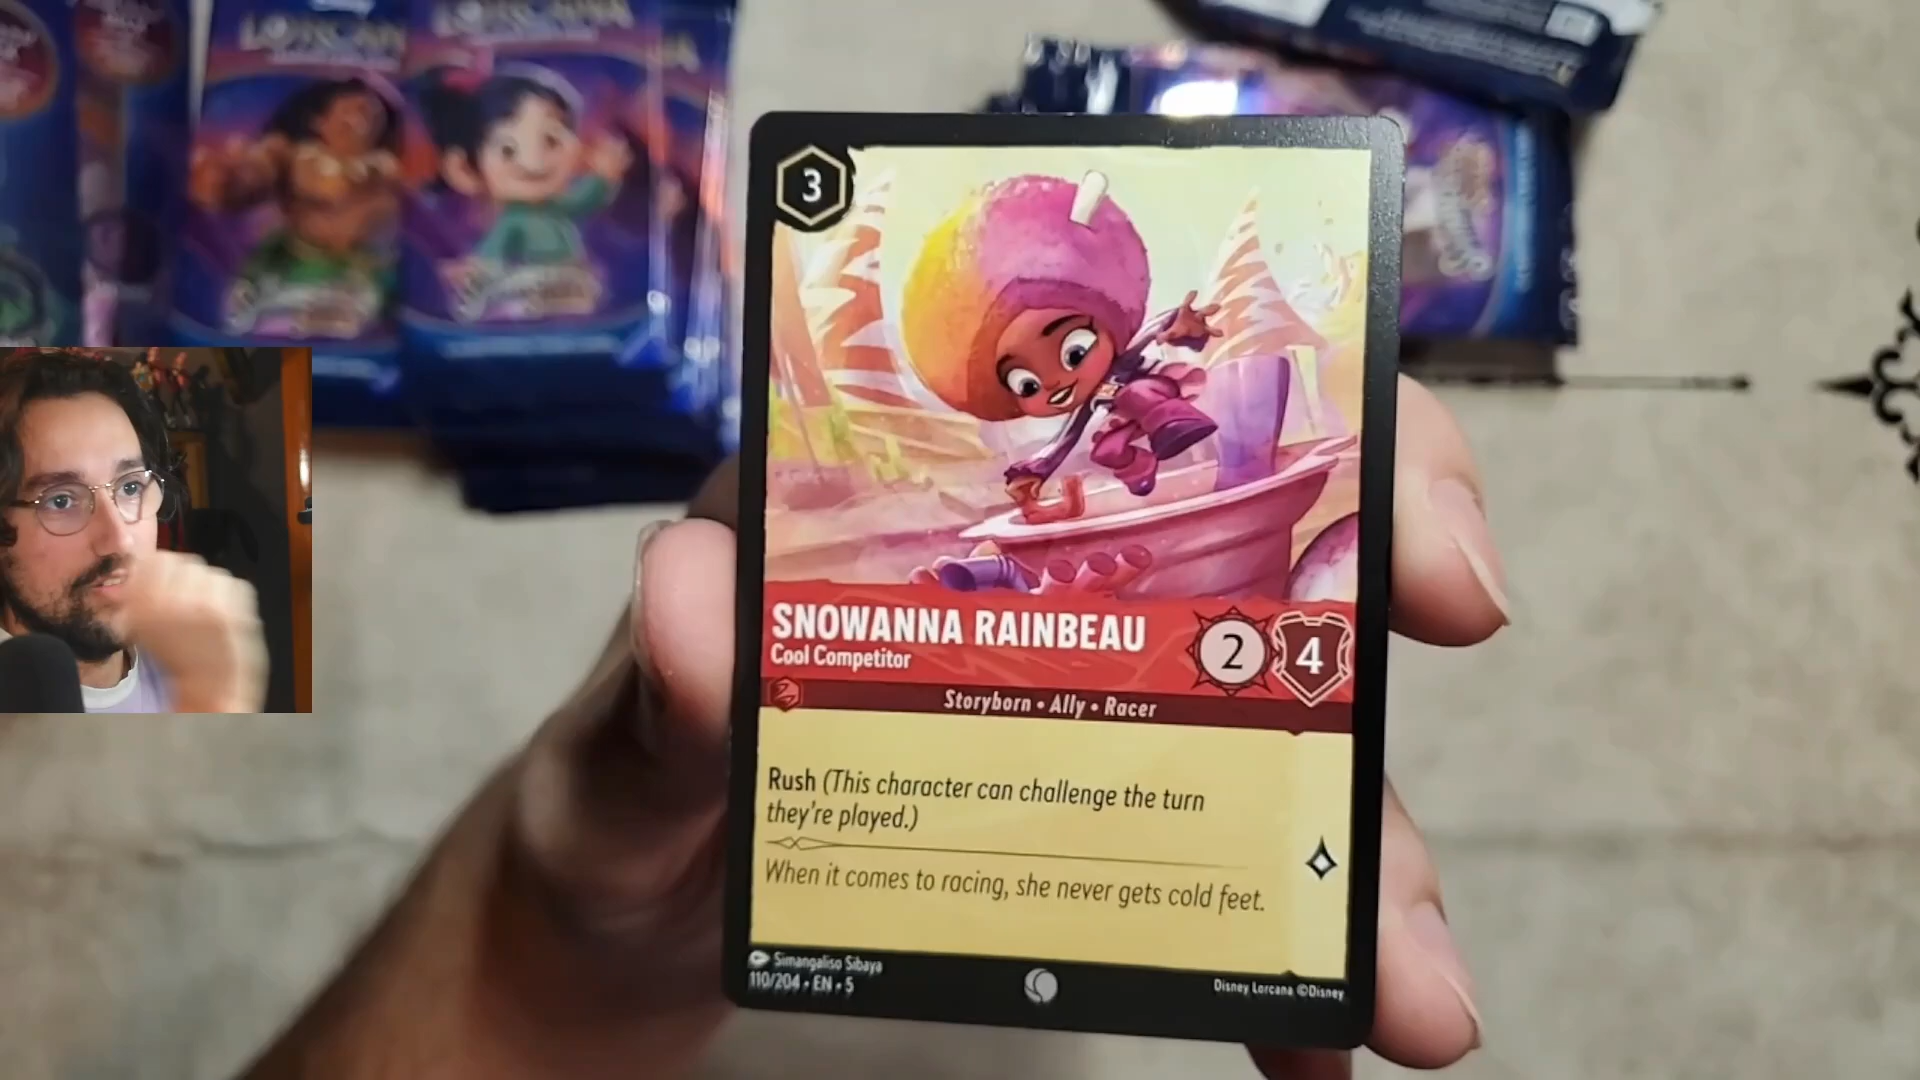 LORCANA
3
SNOWANNA RAINBEAU
Cool Competitor
2
4
Storyborn • Ally • Racer
Rush (This character can challenge the turn
they're played.)
When it comes to racing, she never gets cold feet.
Simangaliso Sibaya
110/204 • EN • 5
Disney Lorcana ©Disney